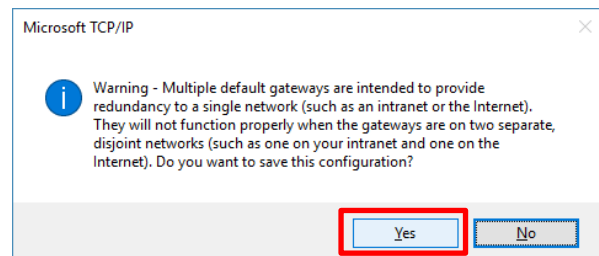 Microsoft TCP/IP
Warning - Multiple default gateways are intended to provide
redundancy to a single network (such as an intranet or the Internet).
They will not function properly when the gateways are on two separate,
disjoint networks (such as one on your intranet and one on the
Internet). Do you want to save this configuration?
Yes No